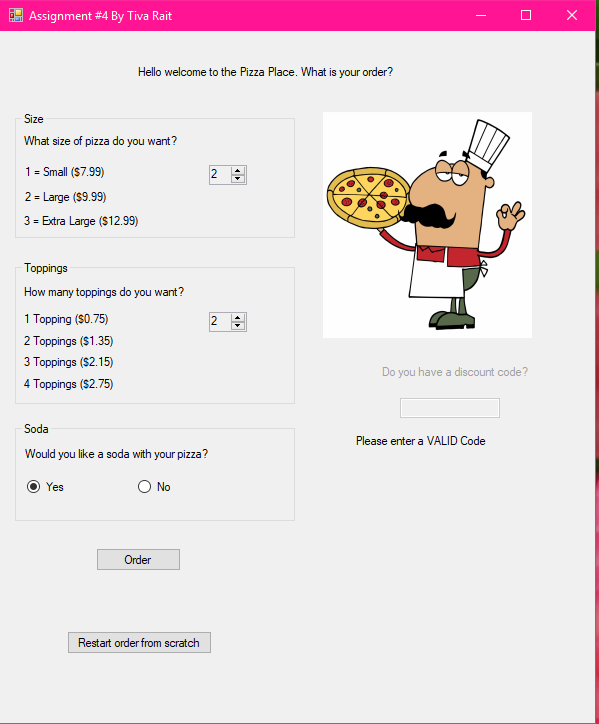 Assignment #4 By Tiva Rait
Hello welcome to the Pizza Place. What is your order?
Size
What size of pizza do you want?
1 = Small ($7.99)
2
2 = Large ($9.99)
3 = Extra Large ($12.99)
Toppings
How many toppings do you want?
1 Topping ($0.75)
2
2 Toppings ($1.35)
3 Toppings ($2.15)
4 Toppings ($2.75)
Do you have a discount code?
Please enter a VALID Code
Soda
Would you like a soda with your pizza?
Yes
No
Order
Restart order from scratch